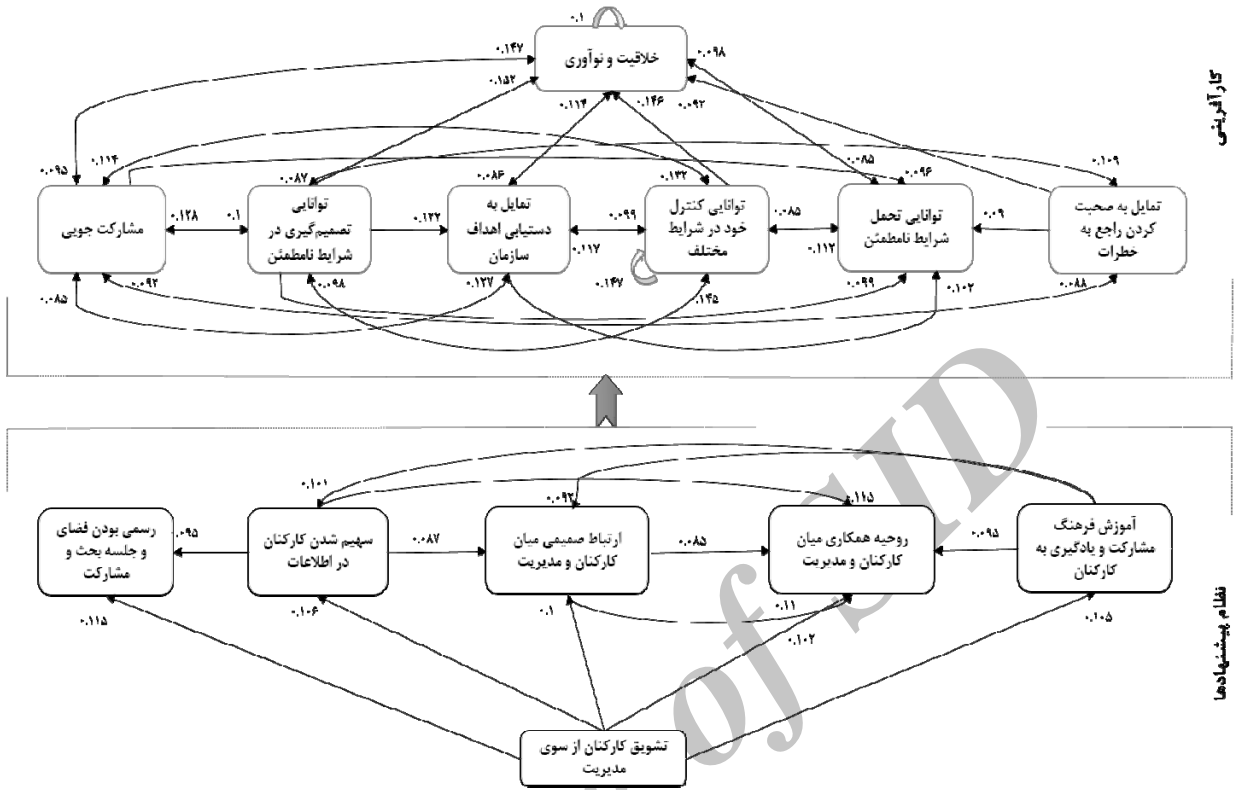 ۰.۱
خلاقیت و نوآوری
۰.۱۴۷
۰.۰۹۸
۰.۱۵۲
۰.۱۱۴
۰.۱۴۶
۰.۰۹۲
کارآفرینی
۰.۰۹۵
۰.۱۱۴
۰.۰۸۷
۰.۰۸۶
۰.۱۳۲
۰.۰۸۵
۰.۰۹۶
۰.۱۰۹
مشارکت جویی
توانایی
تصمیم‌گیری در
شرایط نامطمئن
تمایل به
دستیابی اهداف
سازمان
توانایی کنترل
خود در شرایط
مختلف
توانایی تحمل
شرایط نامطمئن
تمایل به صحبت
کردن راجع به
خطرات
۰.۱۲۸
۰.۱
۰.۱۲۲
۰.۰۹۹
۰.۱۱۷
۰.۰۸۵
۰.۱۱۲
۰.۰۹
۰.۰۸۵
۰.۰۹۲
۰.۰۹۸
۰.۱۲۷
۰.۱۴۷
۰.۱۴۵
۰.۰۹۹
۰.۱۰۲
۰.۰۸۸
نظام پیشنهادها
۰.۱۰۱
۰.۰۹۲
۰.۱۱۵
رسمی بودن فضای
و جلسه بحث و
مشارکت
سهیم شدن کارکنان
در اطلاعات
ارتباط صمیمی میان
کارکنان و مدیریت
روحیه همکاری میان
کارکنان و مدیریت
آموزش فرهنگ
مشارکت و یادگیری به
کارکنان
۰.۰۹۵
۰.۰۸۷
۰.۰۸۵
۰.۰۹۵
۰.۱۱۵
۰.۱۰۶
۰.۱
۰.۱۱
۰.۱۰۲
۰.۱۰۵
تشویق کارکنان از سوی
مدیریت
of SID